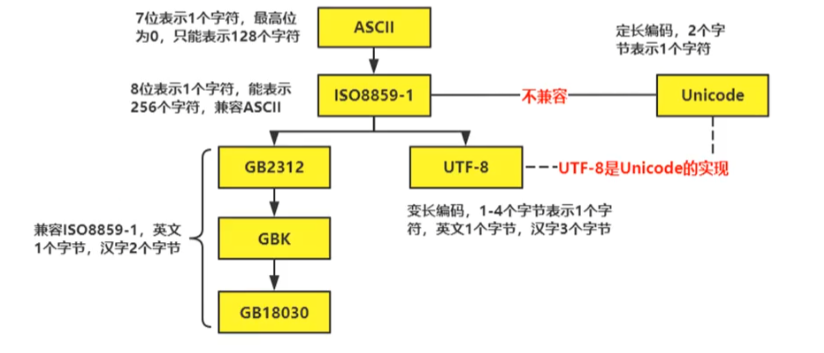 7位表示1个字符，最高位
为0，只能表示128个字符
ASCII
定长编码，2个字
节表示1个字符
8位表示1个字符，能表示
256个字符，兼容ASCII
ISO8859-1
不兼容
Unicode
GB2312
UTF-8
UTF-8是Unicode的实现
兼容ISO8859-1，英文
1个字节，汉字2个字节
GBK
变长编码，1-4个字节表示1个字
符，英文1个字节，汉字3个字节
GB18030